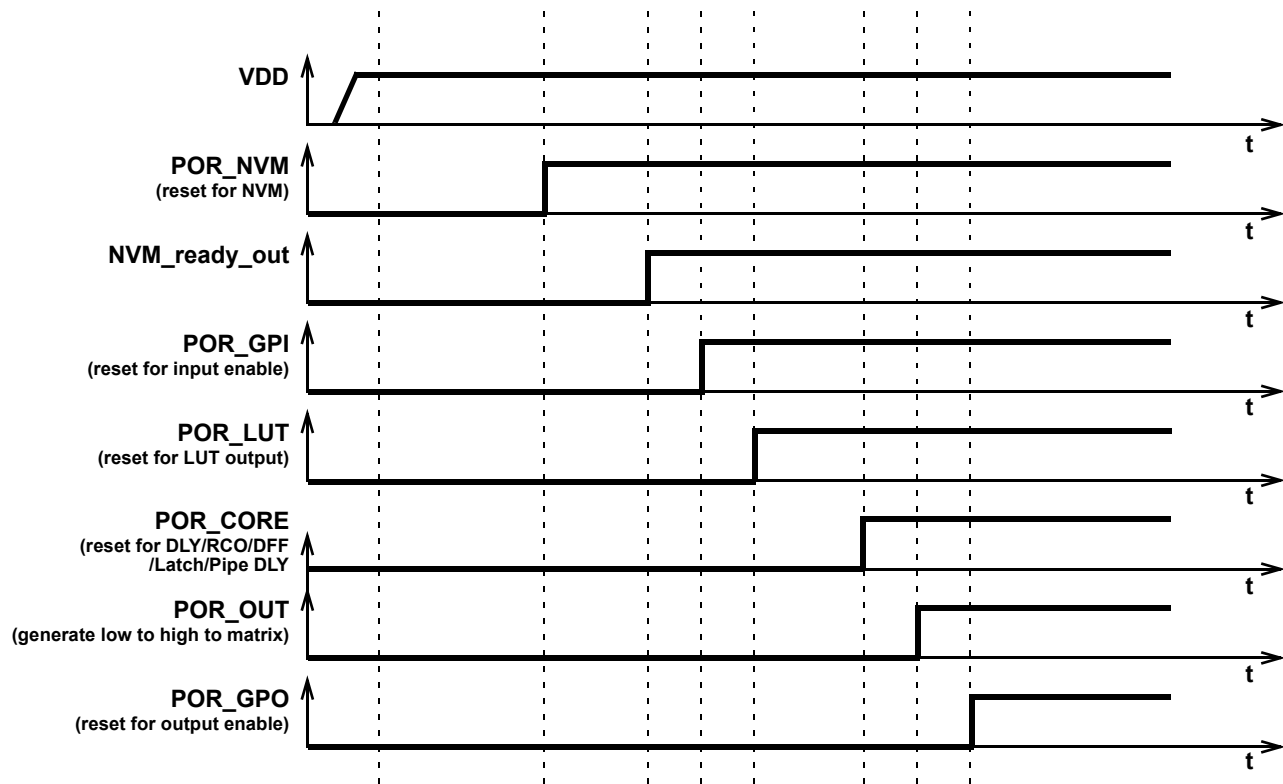 VDD
t
POR_NVM
(reset for NVM)
t
NVM_ready_out
t
POR_GPI
(reset for input enable)
t
POR_LUT
(reset for LUT output)
t
POR_CORE
(reset for DLY/RCO/DFF
/Latch/Pipe DLY
t
POR_OUT
(generate low to high to matrix)
t
POR_GPO
(reset for output enable)
t